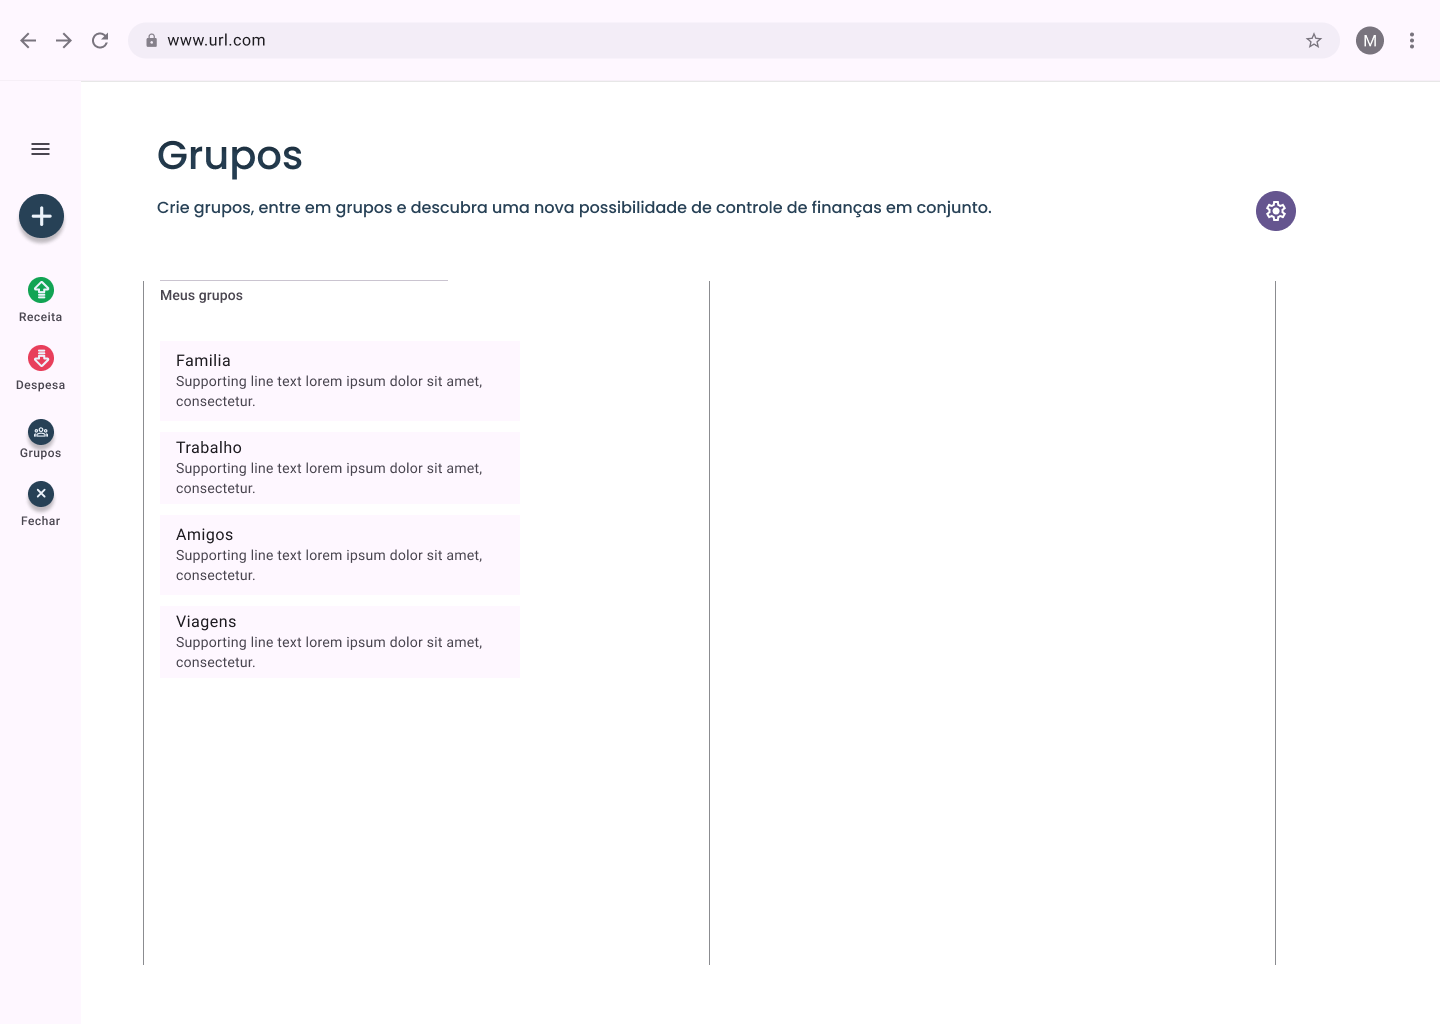 www.url.com
M
Grupos
Crie grupos, entre em grupos e descubra uma nova possibilidade de controle de finanças em conjunto.
Receita
Despesa
Grupos
Fechar
Meus grupos
Familia
Supporting line text lorem ipsum dolor sit amet,
consectetur.
Trabalho
Supporting line text lorem ipsum dolor sit amet,
consectetur.
Amigos
Supporting line text lorem ipsum dolor sit amet,
consectetur.
Viagens
Supporting line text lorem ipsum dolor sit amet,
consectetur.